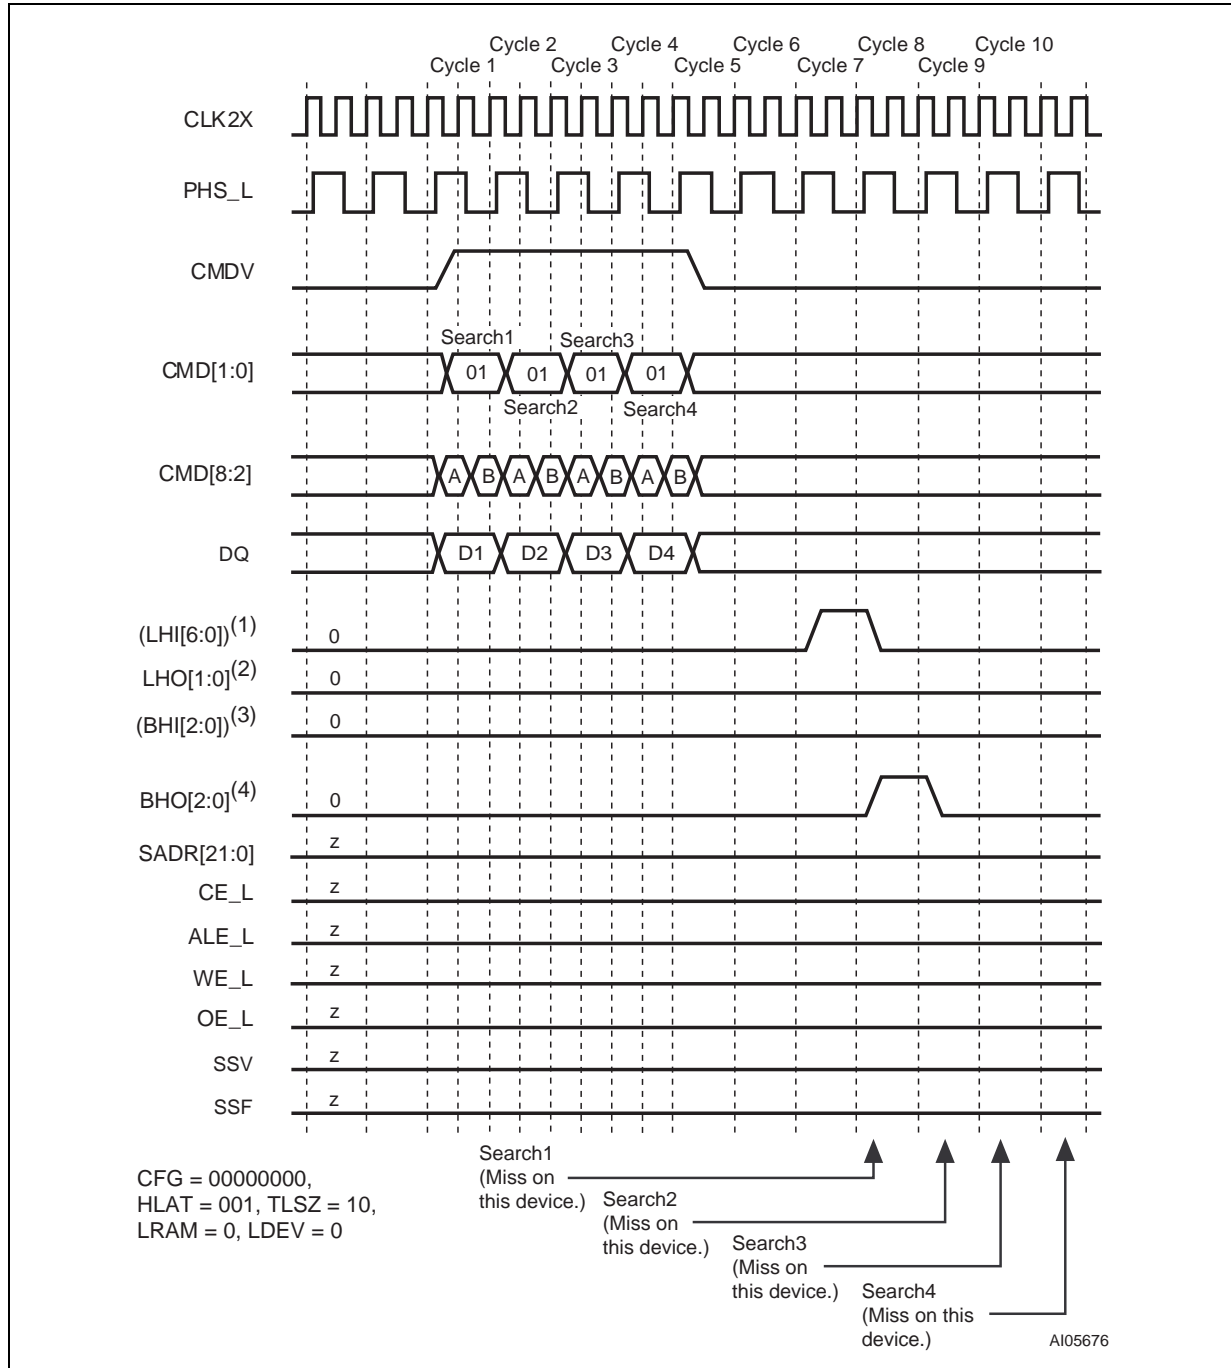 Cycle 2 Cycle 4 Cycle 6 Cycle 8 Cycle 10
Cycle 1 Cycle 3 Cycle 5 Cycle 7 Cycle 9
CLK2X
PHS_L
CMDV
Search1 Search3
CMD[1:0] 01 01 01 01
Search2 Search4
CMD[8:2] A B A B A B A B
DQ D1 D2 D3 D4
(LHI[6:0])(1) 0
LHO[1:0](2) 0
(BHI[2:0])(3) 0
BHO[2:0](4) 0
SADR[21:0] z
CE_L z
ALE_L z
WE_L z
OE_L z
SSV z
SSF z
CFG = 00000000,
HLAT = 001, TLSZ = 10,
LRAM = 0, LDEV = 0
Search1
(Miss on
this device.)
Search2
(Miss on
this device.)
Search3
(Miss on
this device.)
Search4
(Miss on this
device.)
AI05676